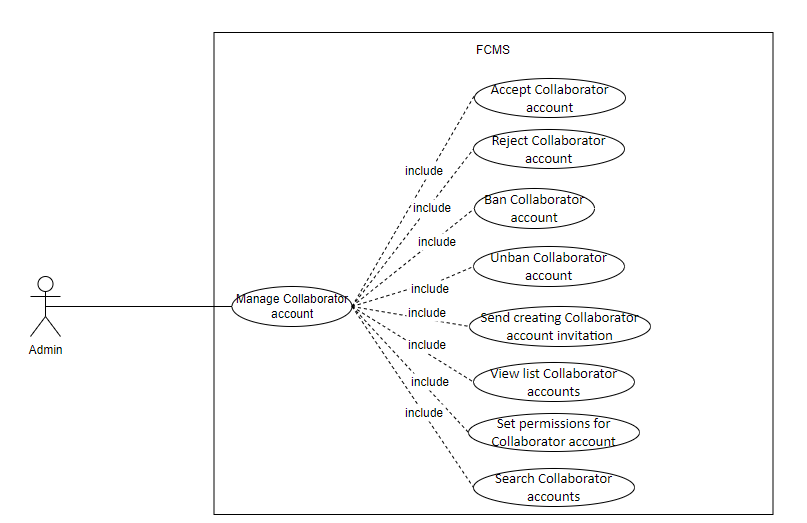 FCMS
Accept Collaborator
account
Reject Collaborator
account
include
include
Ban Collaborator
account
include
Unban Collaborator
account
include
Manage Collaborator
account
include
Send creating Collaborator
account invitation
Admin
include
View list Collaborator
accounts
include
include
Set permissions for
Collaborator account
Search Collaborator
accounts